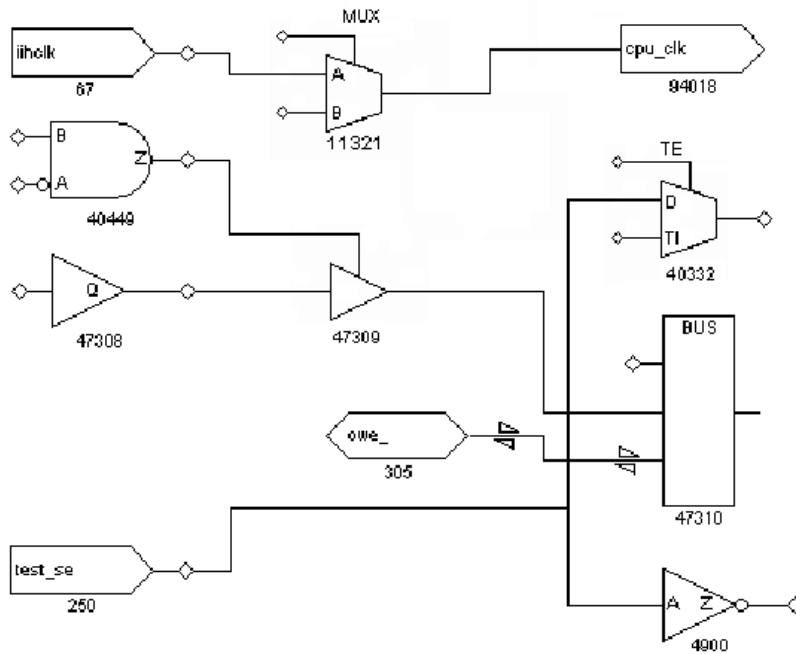 MUX
iihclk
A
cpu_clk
67
B
94018
11321
B
Z
A
TE
40449
D
TI
40332
Q
47308
47309
BUS
owe_
305
47310
test_se
250
A Z
4900